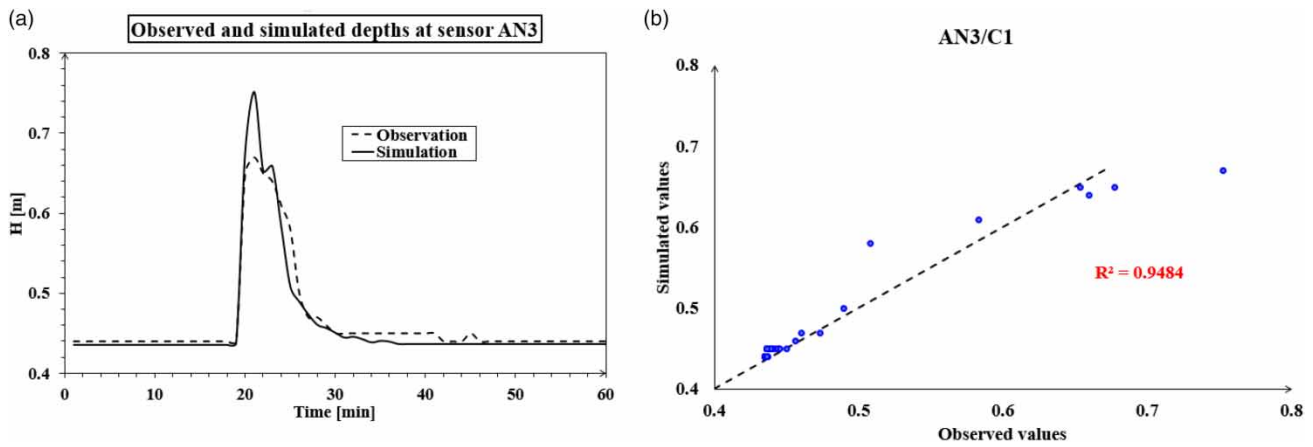 (a)
Observed and simulated depths at sensor AN3
0.8
0.7
0.6
0.5
0.4
H [m]
Observation
Simulation
0 10 20 30 40 50 60
Time [min]
(b)
AN3/C1
0.8
0.7
0.6
0.5
0.4
Simulated values
R² = 0.9484
0.4 0.5 0.6 0.7 0.8
Observed values